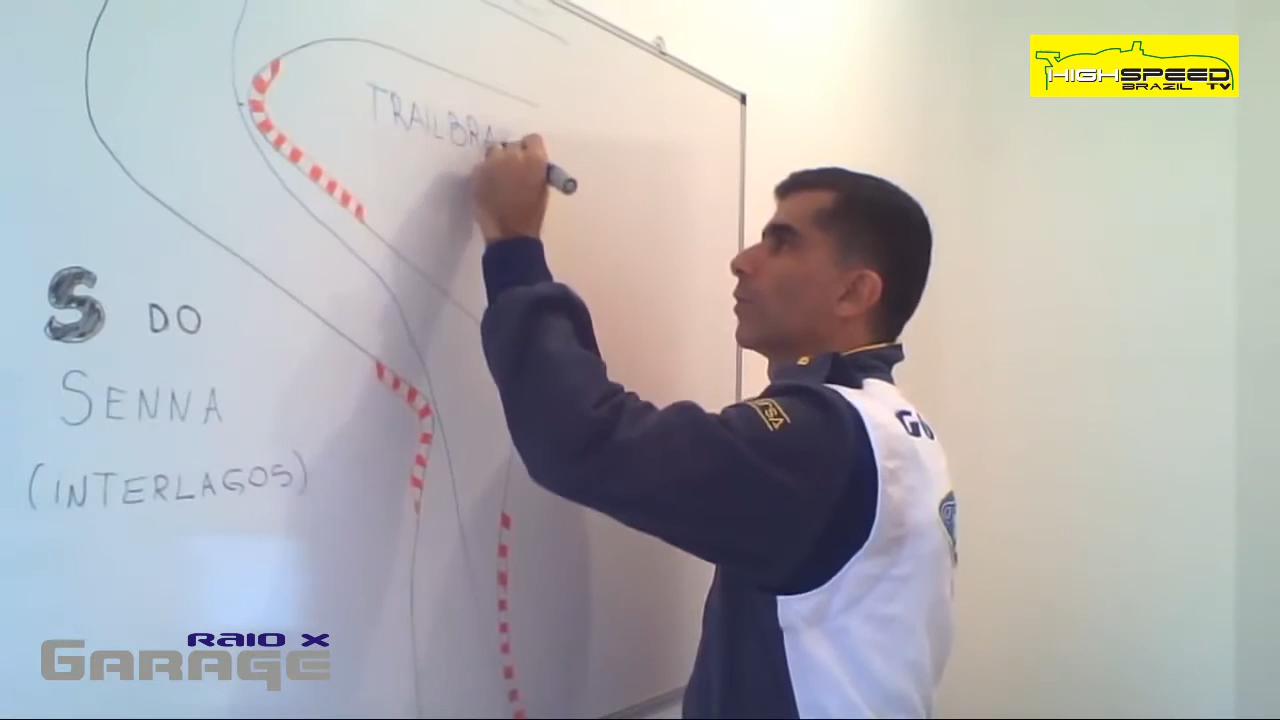 HIGHSPEED
BRAZIL TV
TRAILBRA
S DO
SENNA
(INTERLAGOS)
RAIO X
GARAGE